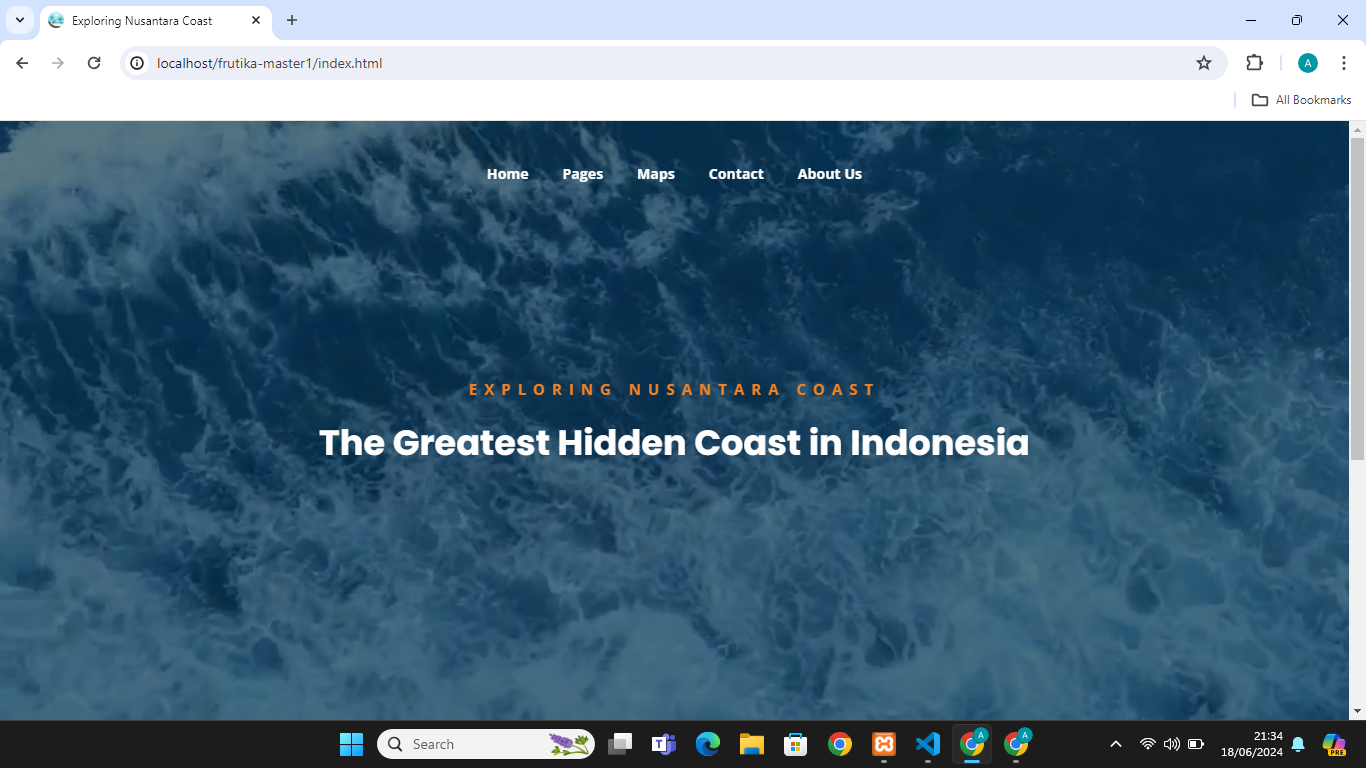 Exploring Nusantara Coast
localhost/frutika-master1/index.html
A
All Bookmarks
Home Pages Maps Contact About Us
EXPLORING NUSANTARA COAST
The Greatest Hidden Coast in Indonesia
Search
A
A
21:34
18/06/2024
PRE